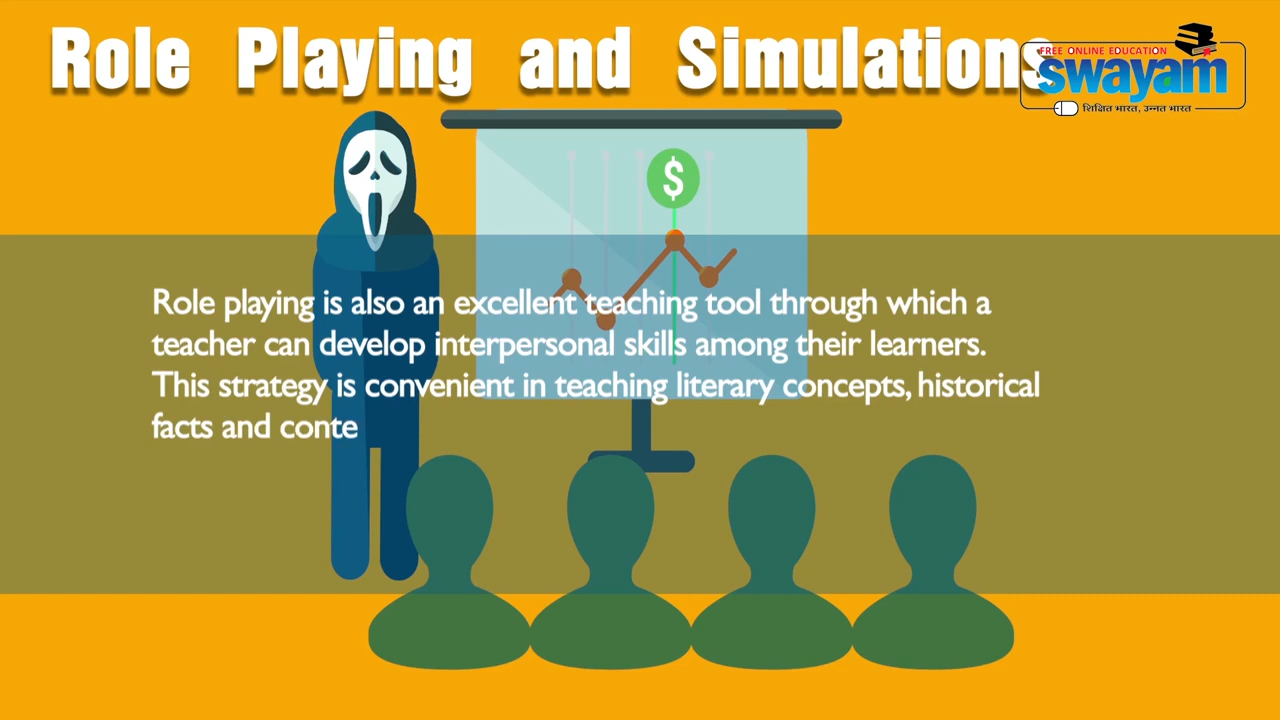 Role Playing and Simulations
FREE ONLINE EDUCATION
swayam
शिक्षित भारत, उन्नत भारत
$
Role playing is also an excellent teaching tool through which a
teacher can develop interpersonal skills among their learners.
This strategy is convenient in teaching literary concepts, historical
facts and conte